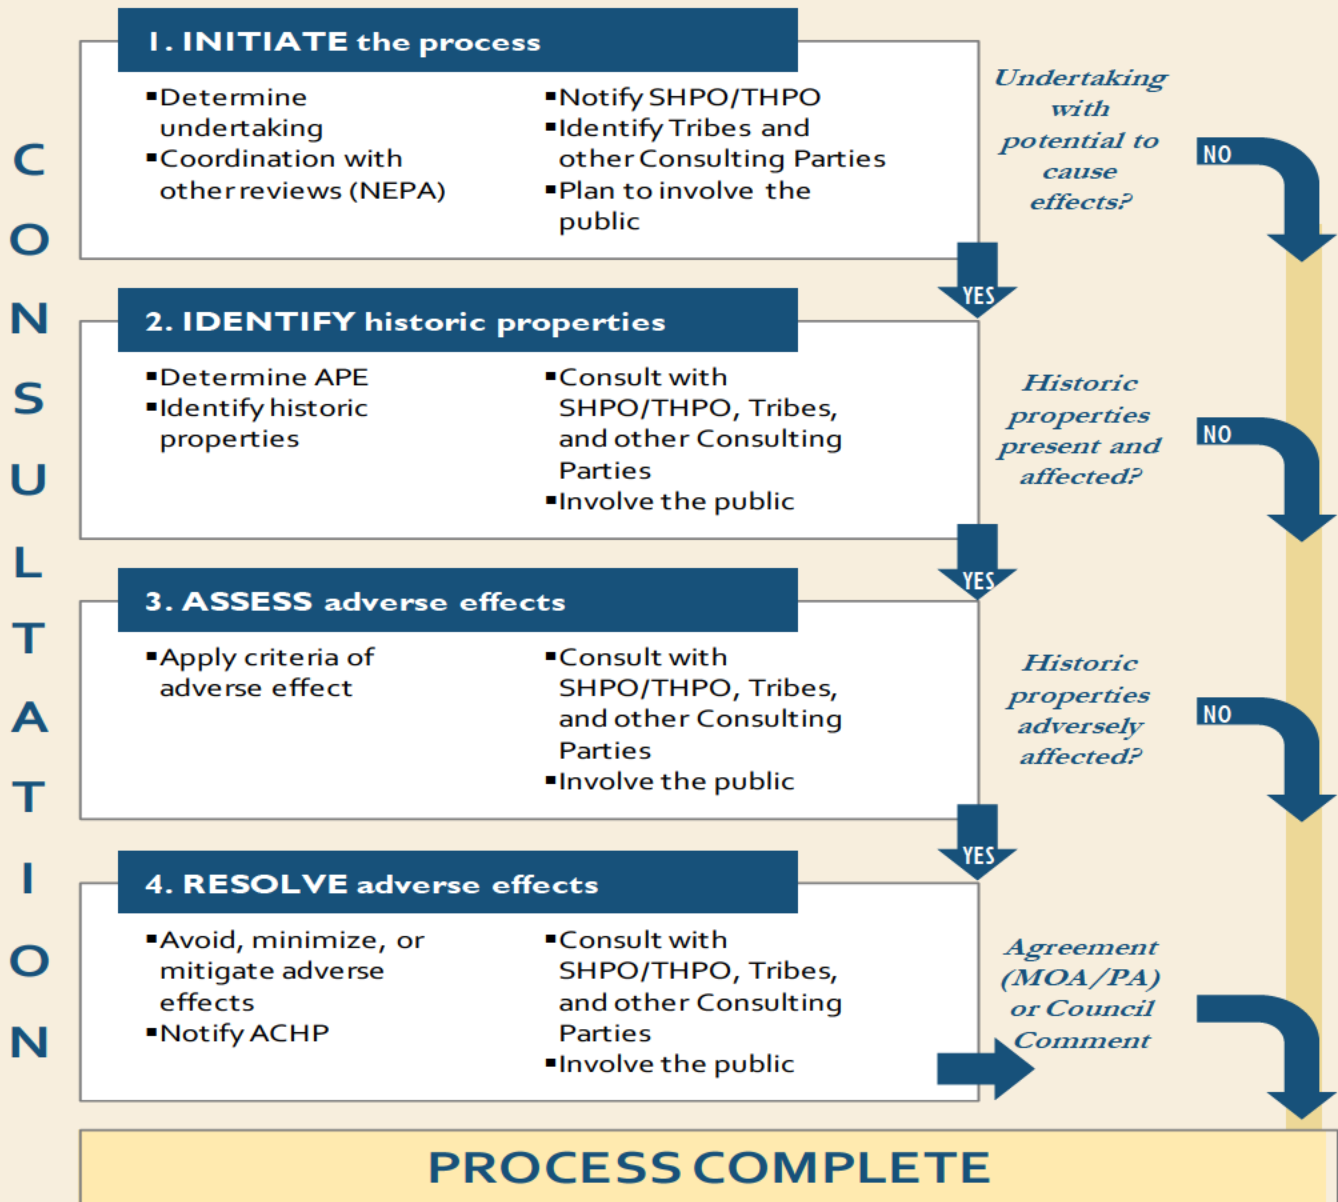 CONSULTATION
1. INITIATE the process
▪Determine
undertaking
▪Coordination with
other reviews (NEPA)
▪Notify SHPO/THPO
▪Identify Tribes and
other Consulting Parties
▪Plan to involve the
public
Undertaking
with
potential to
cause
effects?
NO
YES
2. IDENTIFY historic properties
▪Determine APE
▪Identify historic
properties
▪Consult with
SHPO/THPO, Tribes,
and other Consulting
Parties
▪Involve the public
Historic
properties
present and
affected?
NO
YES
3. ASSESS adverse effects
▪Apply criteria of
adverse effect
▪Consult with
SHPO/THPO, Tribes,
and other Consulting
Parties
▪Involve the public
Historic
properties
adversely
affected?
NO
YES
4. RESOLVE adverse effects
▪Avoid, minimize, or
mitigate adverse
effects
▪Notify ACHP
▪Consult with
SHPO/THPO, Tribes,
and other Consulting
Parties
▪Involve the public
Agreement
(MOA/PA)
or Council
Comment
PROCESS COMPLETE